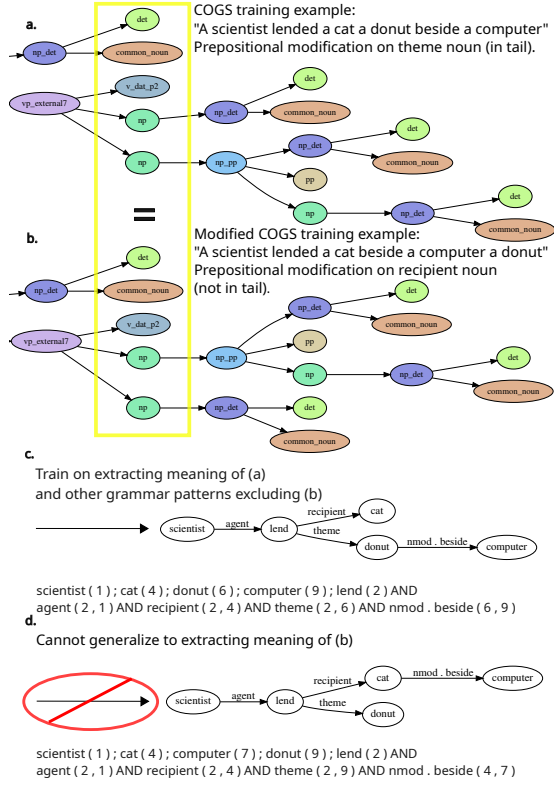 a.
COGS training example:
"A scientist lended a cat a donut beside a computer"
Prepositional modification on theme noun (in tail).
det
np_det
common_noun
vp_external7
v_dat_p2
np
np_det
det
common_noun
np
np_pp
np_det
det
common_noun
pp
np
np_det
det
common_noun
=
b.
Modified COGS training example:
"A scientist lended a cat beside a computer a donut"
Prepositional modification on recipient noun
(not in tail).
det
np_det
common_noun
vp_external7
v_dat_p2
np
np_pp
np_det
det
common_noun
pp
np
np_det
det
common_noun
np
np_det
det
common_noun
c.
Train on extracting meaning of (a)
and other grammar patterns excluding (b)
scientist
agent
lend
recipient
cat
theme
donut
nmod . beside
computer
scientist ( 1 ) ; cat ( 4 ) ; donut ( 6 ) ; computer ( 9 ) ; lend ( 2 ) AND
agent ( 2 , 1 ) AND recipient ( 2 , 4 ) AND theme ( 2 , 6 ) AND nmod . beside ( 6 , 9 )
d.
Cannot generalize to extracting meaning of (b)
scientist
agent
lend
recipient
cat
nmod . beside
computer
theme
donut
scientist ( 1 ) ; cat ( 4 ) ; computer ( 7 ) ; donut ( 9 ) ; lend ( 2 ) AND
agent ( 2 , 1 ) AND recipient ( 2 , 4 ) AND theme ( 2 , 9 ) AND nmod . beside ( 4 , 7 )